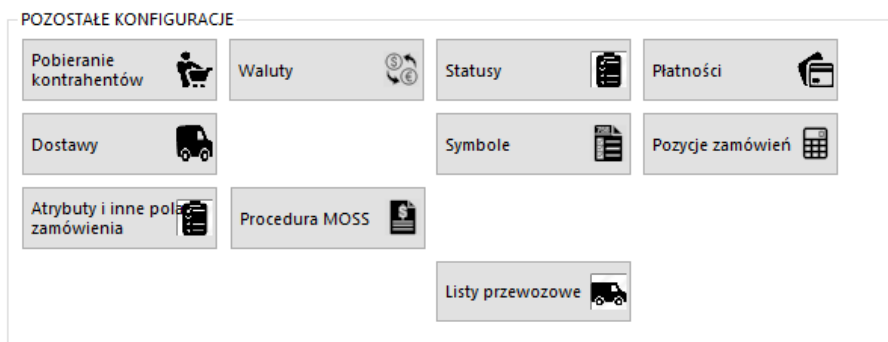 POZOSTAŁE KONFIGURACJE
Pobieranie
kontrahentów
Waluty
Statusy
Płatności
Dostawy
Symbole
Pozycje zamówień
Atrybuty i inne pola
zamówienia
Procedura MOSS
Listy przewozowe